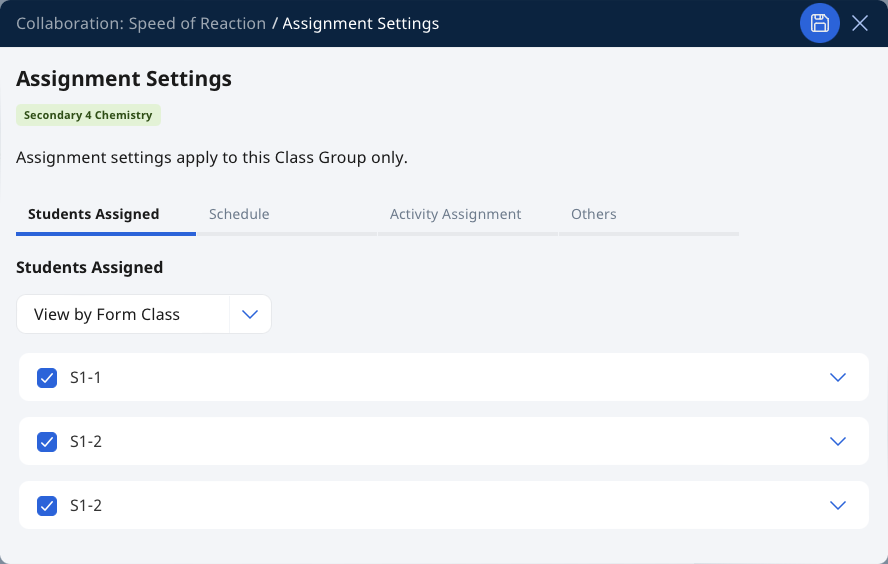 Collaboration: Speed of Reaction / Assignment Settings
Assignment Settings
Secondary 4 Chemistry
Assignment settings apply to this Class Group only.
Students Assigned Schedule Activity Assignment Others
Students Assigned
View by Form Class
S1-1
S1-2
S1-2